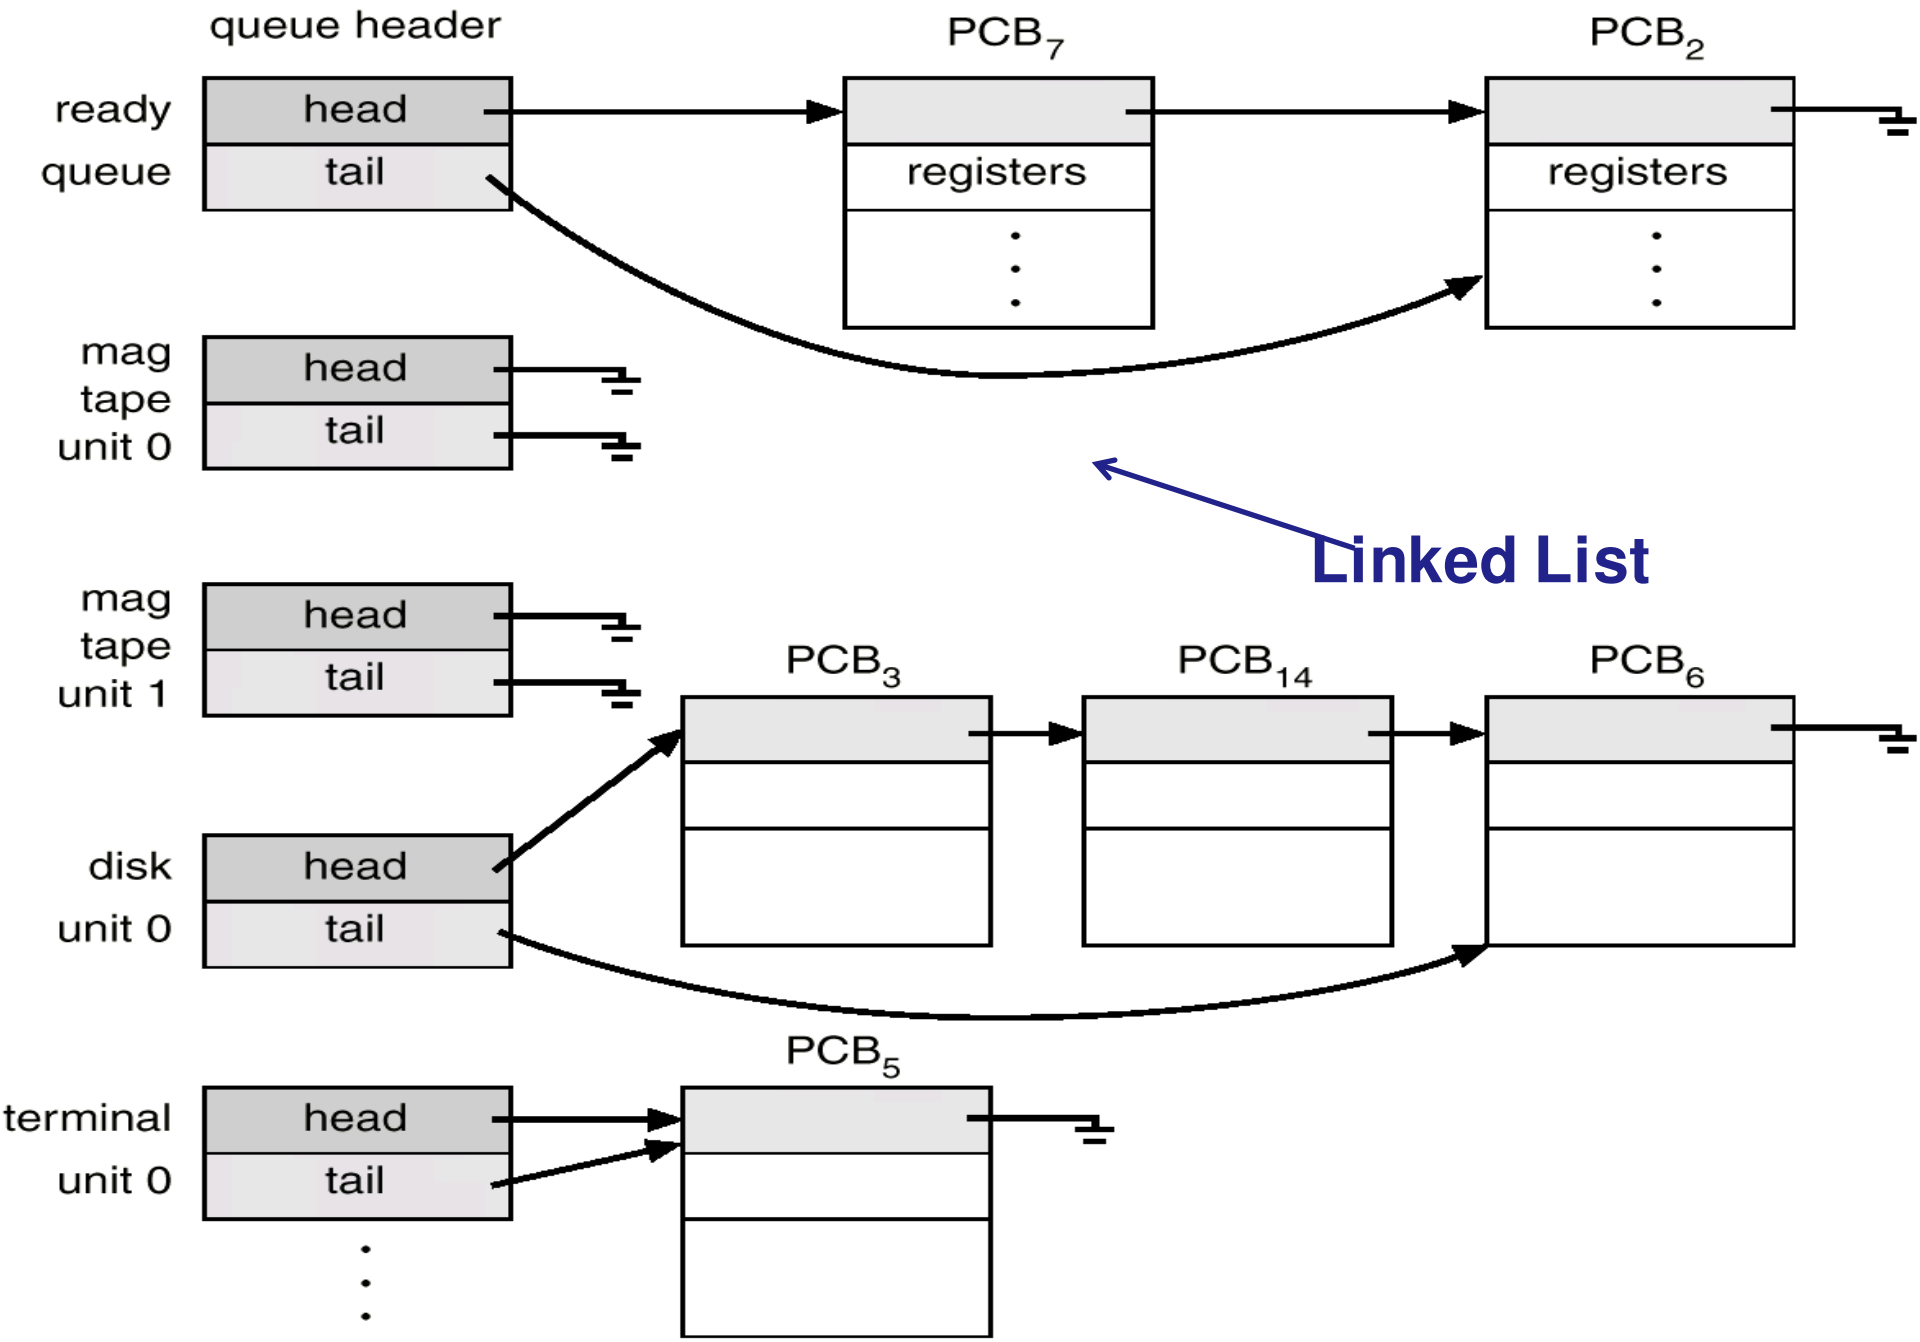 queue header
PCB7
PCB2
ready
queue
head
tail
registers
registers
mag
tape
unit 0
head
tail
Linked List
mag
tape
unit 1
head
tail
PCB3
PCB14
PCB6
disk
unit 0
head
tail
PCB5
terminal
unit 0
head
tail